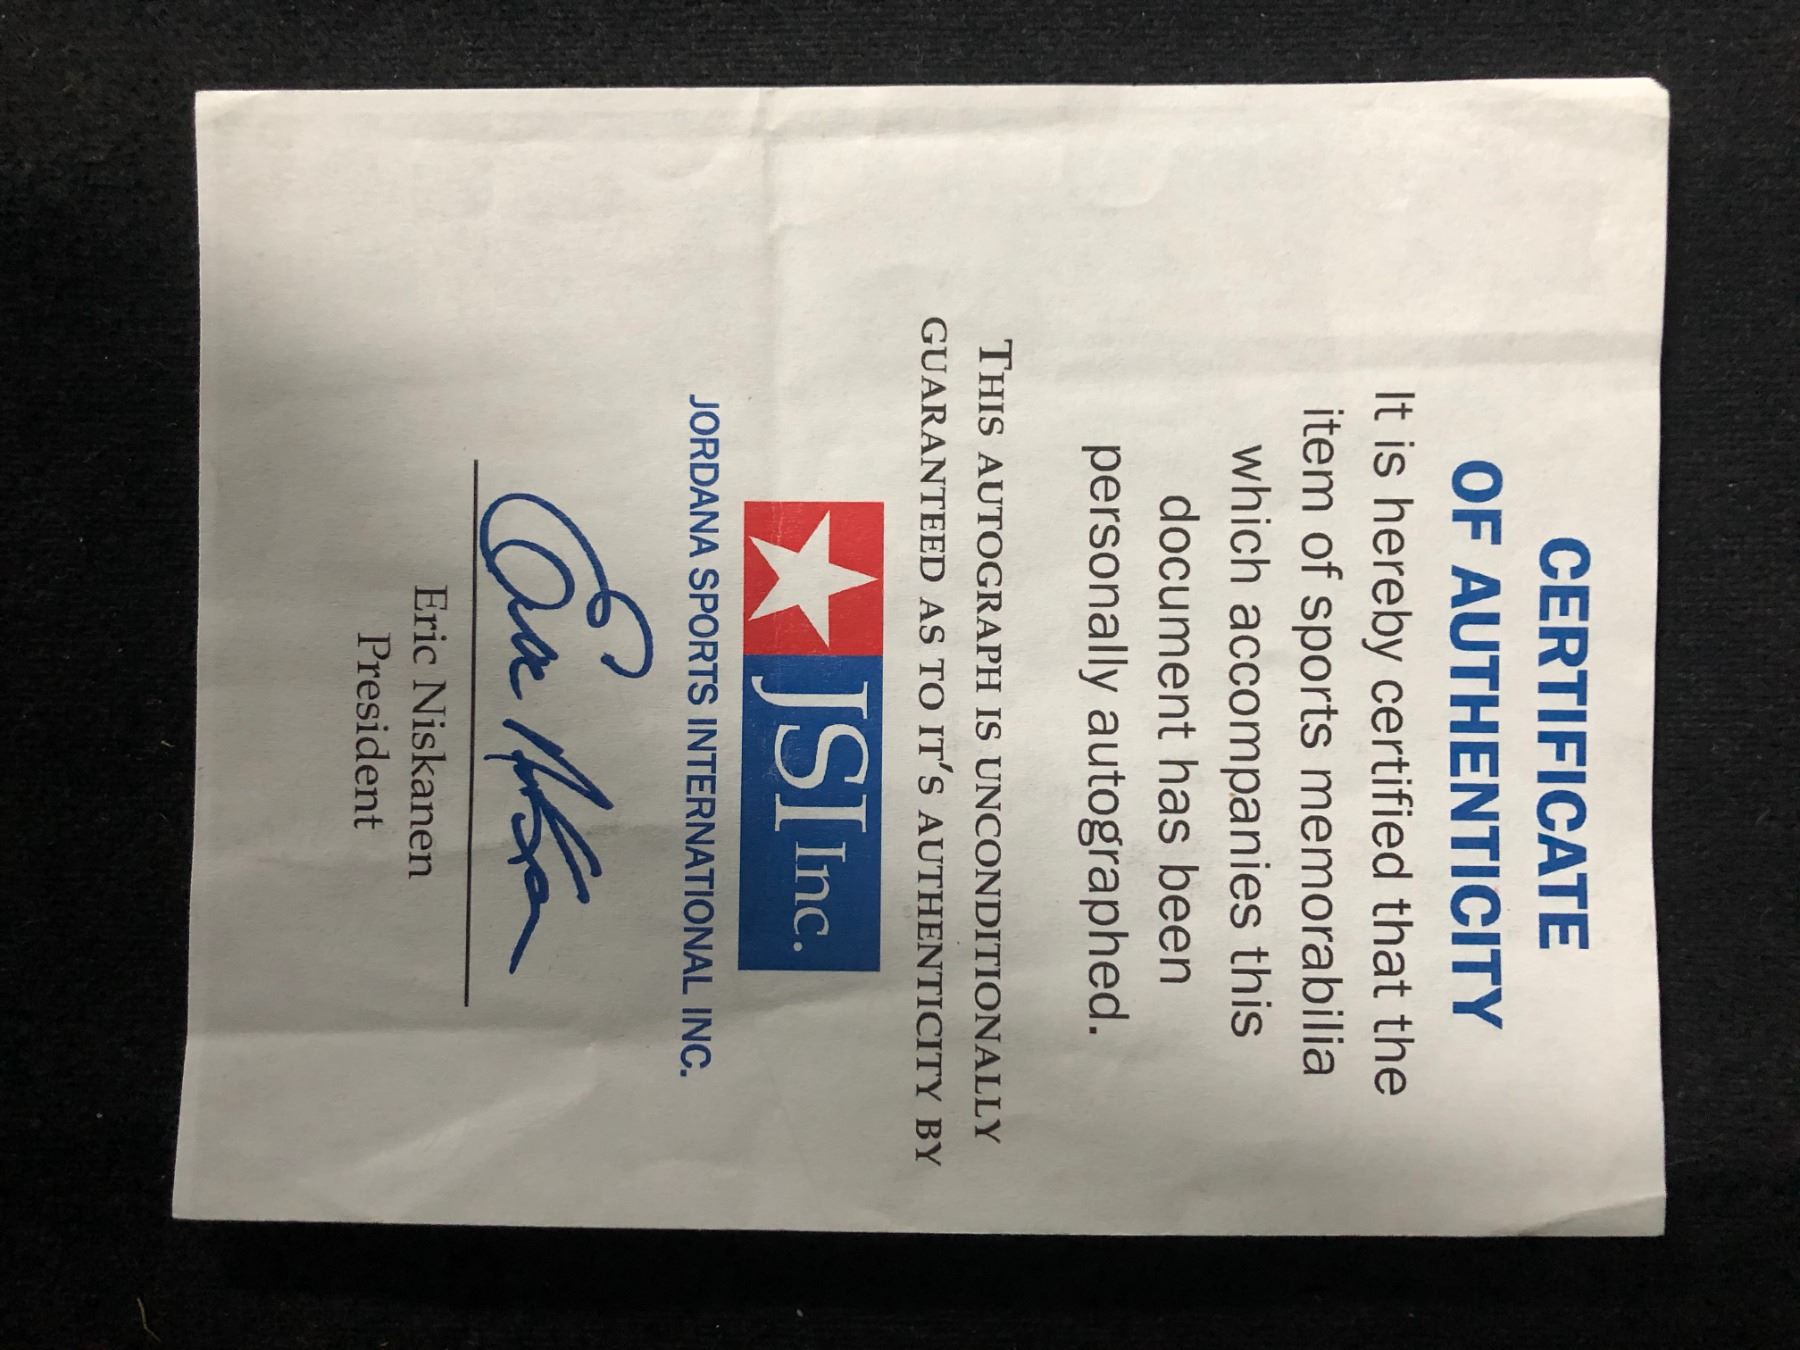 CERTIFICATE
OF AUTHENTICITY
It is hereby certified that the
item of sports memorabilia
which accompanies this
document has been
personally autographed.
THIS AUTOGRAPH IS UNCONDITIONALLY
GUARANTEED AS TO IT'S AUTHENTICITY BY
JSI Inc.
JORDANA SPORTS INTERNATIONAL INC.
Eric Niskanen
President